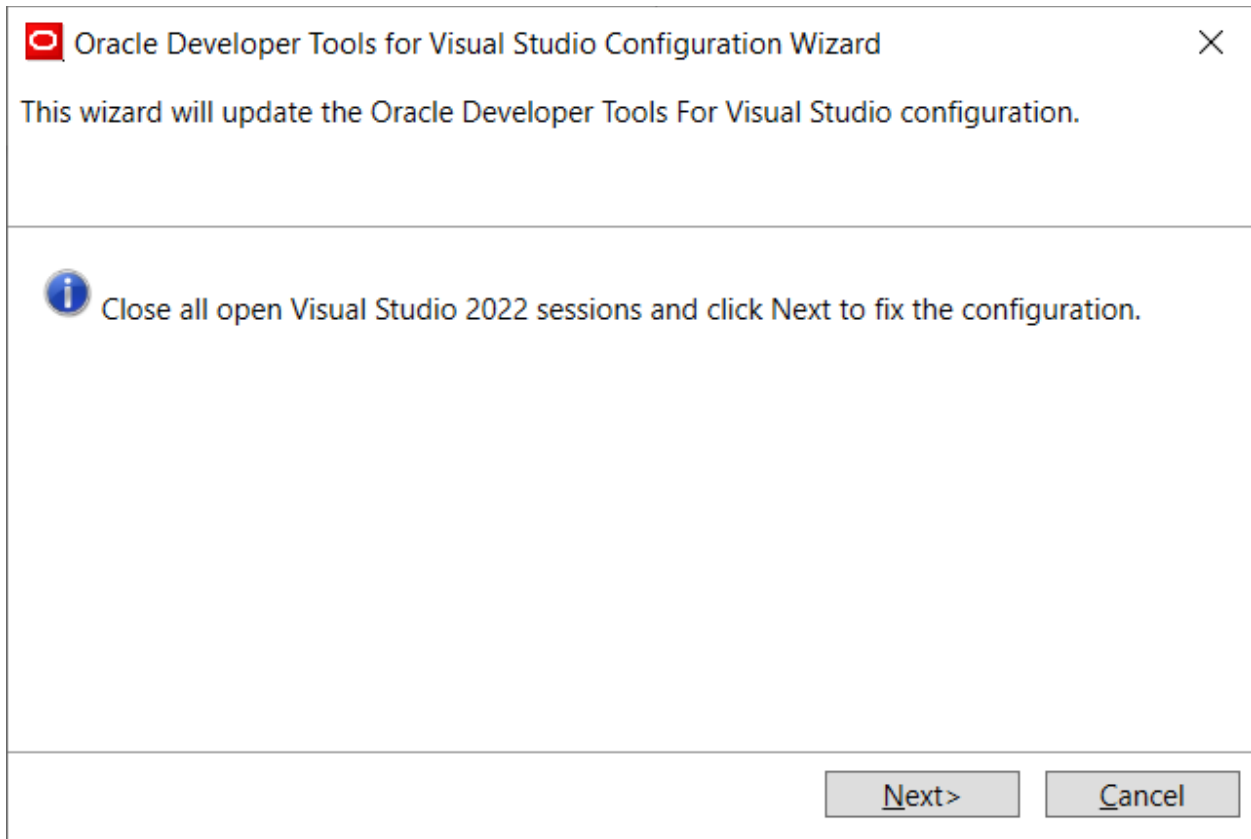 Oracle Developer Tools for Visual Studio Configuration Wizard
This wizard will update the Oracle Developer Tools For Visual Studio configuration.
Close all open Visual Studio 2022 sessions and click Next to fix the configuration.
Next> Cancel